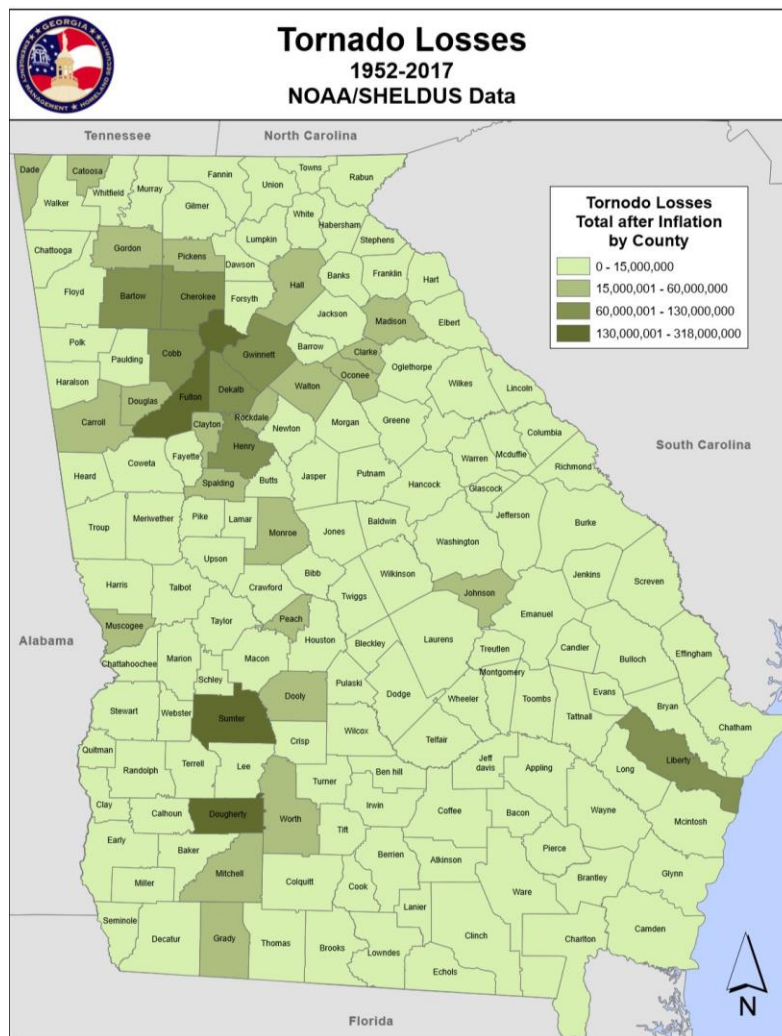 GEORGIA
EMERGENCY MANAGEMENT
HOMELAND SECURITY
Tornado Losses
1952-2017
NOAA/SHELDUS Data
Tennessee
North Carolina
Dade
Catoosa
Whitfield
Murray
Fannin
Union
Towns
Rabun
Walker
Gilmer
White
Habersham
Stephens
Lumpkin
Chattooga
Gordon
Pickens
Dawson
Banks
Franklin
Hart
Hall
Floyd
Bartow
Cherokee
Forsyth
Jackson
Madison
Elbert
Polk
Paulding
Cobb
Gwinnett
Barrow
Clarke
Oconee
Oglethorpe
Haralson
Douglas
Fulton
Dekalb
Walton
Wilkes
Lincoln
Carroll
Clayton
Rockdale
Newton
Morgan
Greene
Columbia
Mcduffie
Heard
Coweta
Fayette
Henry
Butts
Jasper
Putnam
Warren
Richmond
Spalding
Hancock
Glascock
Troup
Meriwether
Pike
Lamar
Monroe
Jones
Baldwin
Jefferson
Burke
Upson
Washington
Harris
Talbot
Crawford
Bibb
Wilkinson
Jenkins
Screven
Twiggs
Johnson
Muscogee
Taylor
Peach
Emanuel
Houston
Bleckley
Laurens
Treutlen
Candler
Bulloch
Effingham
Chattahoochee
Marion
Macon
Schley
Pulaski
Dodge
Montgomery
Wheeler
Toombs
Evans
Tattnall
Bryan
Chatham
Stewart
Webster
Sumter
Dooly
Crisp
Wilcox
Telfair
Liberty
Long
Quitman
Randolph
Terrell
Lee
Turner
Ben hill
Jeff
davis
Appling
Clay
Calhoun
Dougherty
Worth
Irwin
Coffee
Bacon
Wayne
Mcintosh
Early
Baker
Tift
Pierce
Berrien
Atkinson
Miller
Mitchell
Colquitt
Cook
Ware
Brantley
Glynn
Lanier
Seminole
Decatur
Grady
Thomas
Brooks
Lowndes
Clinch
Charlton
Camden
Echols
Alabama
South Carolina
Florida
Tornodo Losses
Total after Inflation
by County
0 - 15,000,000
15,000,001 - 60,000,000
60,000,001 - 130,000,000
130,000,001 - 318,000,000
N